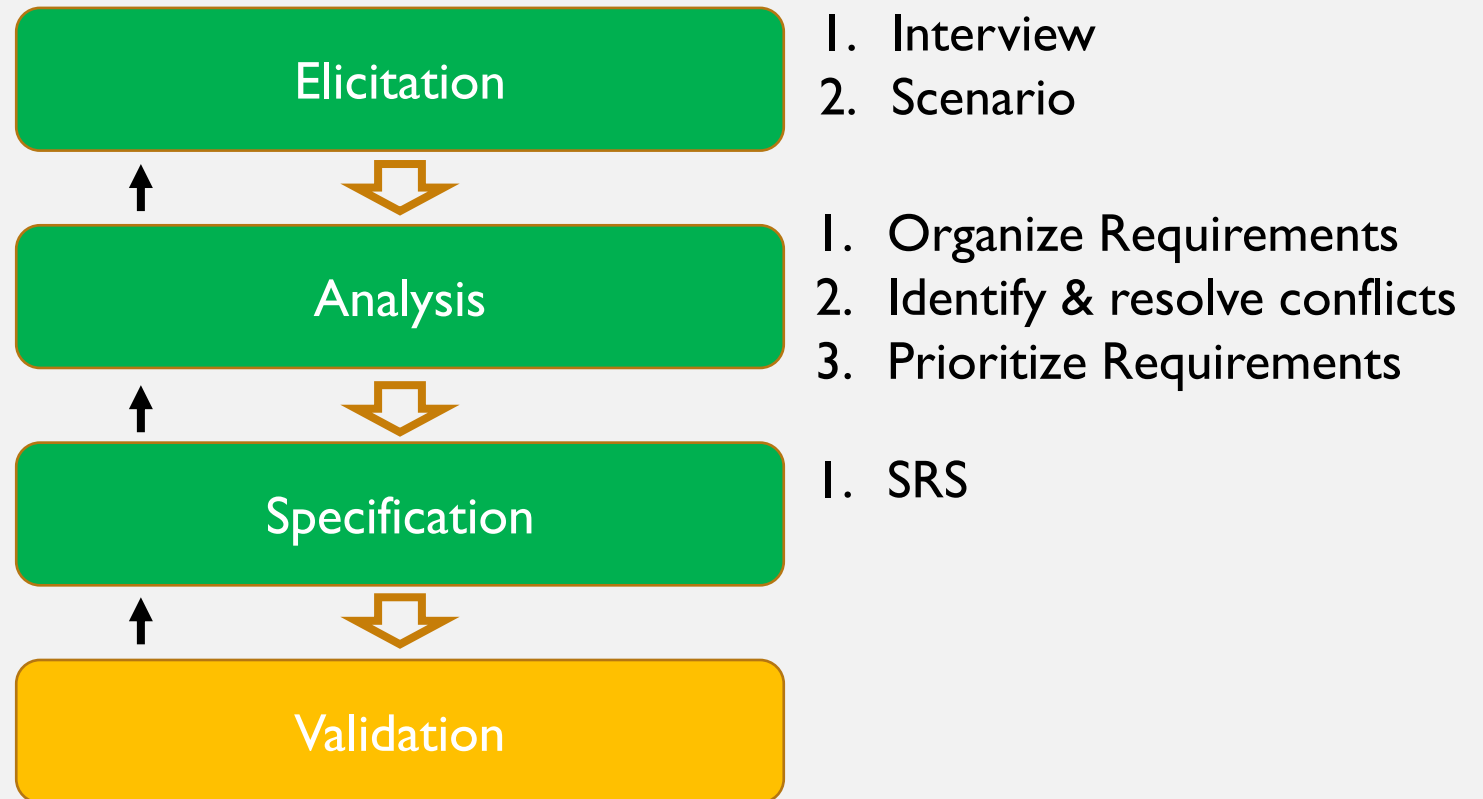 Elicitation
1. Interview
2. Scenario
Analysis
1. Organize Requirements
2. Identify & resolve conflicts
3. Prioritize Requirements
Specification
1. SRS
Validation